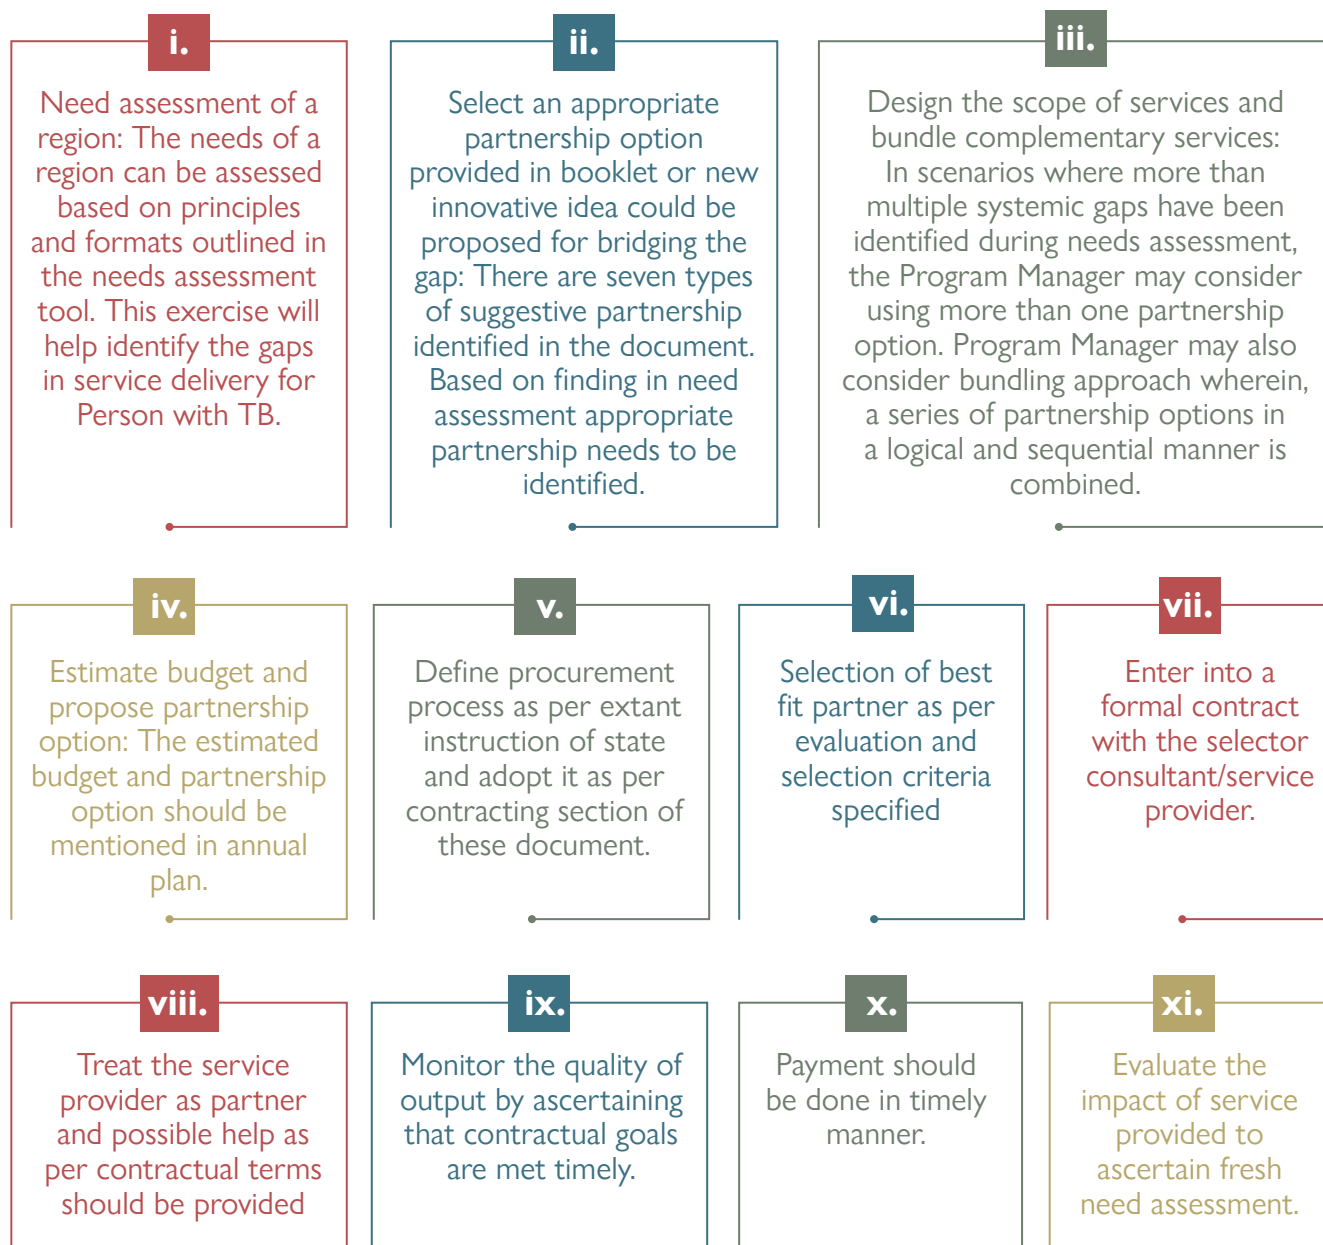 i.
Need assessment of a
region: The needs of a
region can be assessed
based on principles
and formats outlined in
the needs assessment
tool. This exercise will
help identify the gaps
in service delivery for
Person with TB.
ii.
Select an appropriate
partnership option
provided in booklet or new
innovative idea could be
proposed for bridging the
gap: There are seven types
of suggestive partnership
identified in the document.
Based on finding in need
assessment appropriate
partnership needs to be
identified.
iii.
Design the scope of services and
bundle complementary services:
In scenarios where more than
multiple systemic gaps have been
identified during needs assessment,
the Program Manager may consider
using more than one partnership
option. Program Manager may also
consider bundling approach wherein,
a series of partnership options in
a logical and sequential manner is
combined.
iv.
Estimate budget and
propose partnership
option: The estimated
budget and partnership
option should be
mentioned in annual
plan.
v.
Define procurement
process as per extant
instruction of state
and adopt it as per
contracting section of
these document.
vi.
Selection of best
fit partner as per
evaluation and
selection criteria
specified
vii.
Enter into a
formal contract
with the selector
consultant/service
provider.
viii.
Treat the service
provider as partner
and possible help as
per contractual terms
should be provided
ix.
Monitor the quality of
output by ascertaining
that contractual goals
are met timely.
x.
Payment should
be done in timely
manner.
xi.
Evaluate the
impact of service
provided to
ascertain fresh
need assessment.